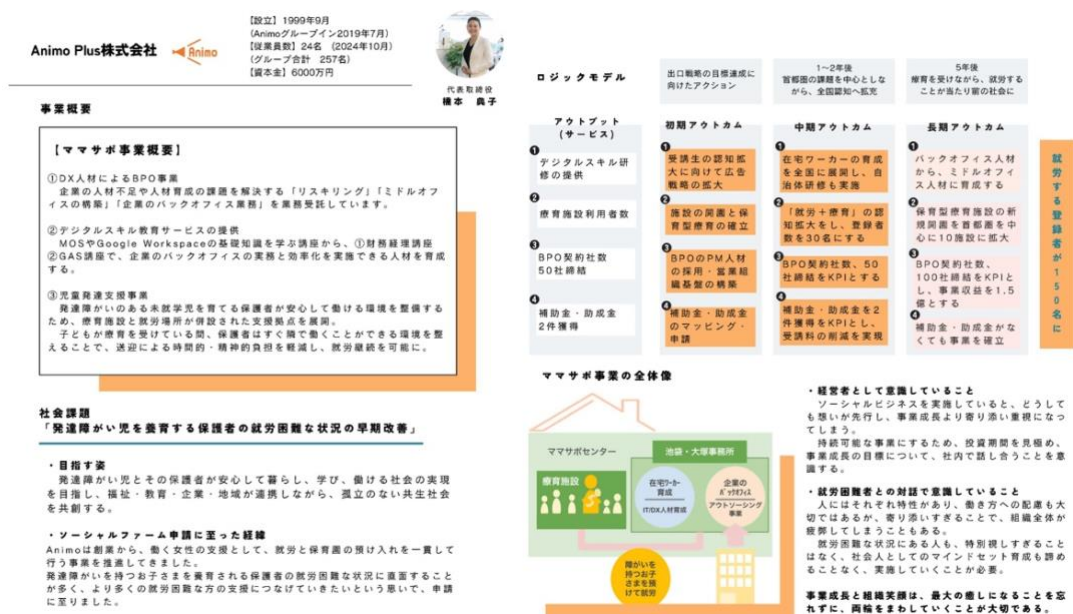 Animo Plus株式会社
Animo
【設立】1999年9月
(Animoグループイン2019年7月)
【従業員数】24名 (2024年10月)
(グループ合計 257名)
【資本金】6000万円
代表取締役
橋本 典子
事業概要
【ママサポ事業概要】
①DX人材によるBPO事業
企業の人材不足や人材育成の課題を解決する「リスキリング」「ミドルオフ
ィスの構築」「企業のバックオフィス業務」を業務受託しています。
②デジタルスキル教育サービスの提供
MOSやGoogle Workspaceの基礎知識を学ぶ講座から、①財務経理講座
②GAS講座で、企業のバックオフィスの実務と効率化を実施できる人材を育成
する。
③児童発達支援事業
発達障がいのある未就学児を育てる保護者が安心して働ける環境を整備する
ため、療育施設と就労場所が併設された支援拠点を展開。
子どもが療育を受けている間、保護者はすぐ隣で働くことができる環境を整
えることで、送迎による時間的・精神的負担を軽減し、就労継続を可能に。
社会課題
「発達障がい児を養育する保護者の就労困難な状況の早期改善」
・目指す姿
発達障がい児とその保護者が安心して暮らし、学び、働ける社会の実現
を目指し、福祉・教育・企業・地域が連携しながら、孤立のない共生社会
を共創する。
・ソーシャルファーム申請に至った経緯
Animoは創業から、働く女性の支援として、就労と保育園の預け入れを一貫して
行う事業を推進してきました。
発達障がいを持つお子さまを養育される保護者の就労困難な状況に直面すること
が多く、より多くの就労困難な方の支援につなげていきたいという思いで、申請
に至りました。
ロジックモデル
出口戦略の目標達成に
向けたアクション
1〜2年後
首都圏の課題を中心としな
がら、全国認知へ拡充
5年後
療育を受けながら、就労する
ことが当たり前の社会に
アウトプット
(サービス)
初期アウトカム
中期アウトカム
長期アウトカム
❶
デジタルスキル研
修の提供
❷
療育施設利用者数
❸
BPO契約社数
50社締結
❹
補助金・助成金
2件獲得
❶
受講生の認知拡
大に向けて広告
戦略の拡大
❷
施設の開園と保
育型療育の確立
❸
BPOのPM人材
の採用・営業組
織基盤の構築
❹
補助金・助成金
のマッピング・
申請
❶
在宅ワーカーの育成
を全国に展開し、自
治体研修も実施
❷
「就労+療育」の認
知拡大をし、登録者
数を30名にする
❸
BPO契約社数、50
社締結をKPIとする
❹
補助金・助成金を2
件獲得をKPIとし、
受講料の削減を実現
❶
バックオフィス人材
から、ミドルオフィ
ス人材に育成する
❷
保育型療育施設の新
規開園を首都圏を中
心に10施設に拡大
❸
BPO契約社数、
100社締結をKPIと
し、事業収益を1.5
億とする
❹
補助金・助成金がな
くても事業を確立
就労する登録者が150名に
ママサポ事業の全体像
ママサポセンター
池袋・大塚事務所
療育施設
在宅ワーカー
育成
IT/DX人材育成
企業の
バックオフィス
アウトソーシング
事業
障がいを
持つお子
さまを預
けて就労
・経営者として意識していること
ソーシャルビジネスを実施していると、どうして
も想いが先行し、事業成長より寄り添い重視になっ
てしまう。
持続可能な事業にするため、投資期間を見極め、
事業成長の目標について、社内で話し合うことを意
識する。
・就労困難者との対話で意識していること
人にはそれぞれ特性があり、働き方への配慮も大
切ではあるが、寄り添いすぎることで、組織全体が
疲弊してしまうこともある。
就労困難な状況にある人も、特別視しすぎること
はなく、社会人としてのマインドセット育成も諦め
ることなく、実施していくことが必要。
事業成長と組織笑顔は、最大の癒しになることを忘
れずに、両輪をまわしていくことが大切である。